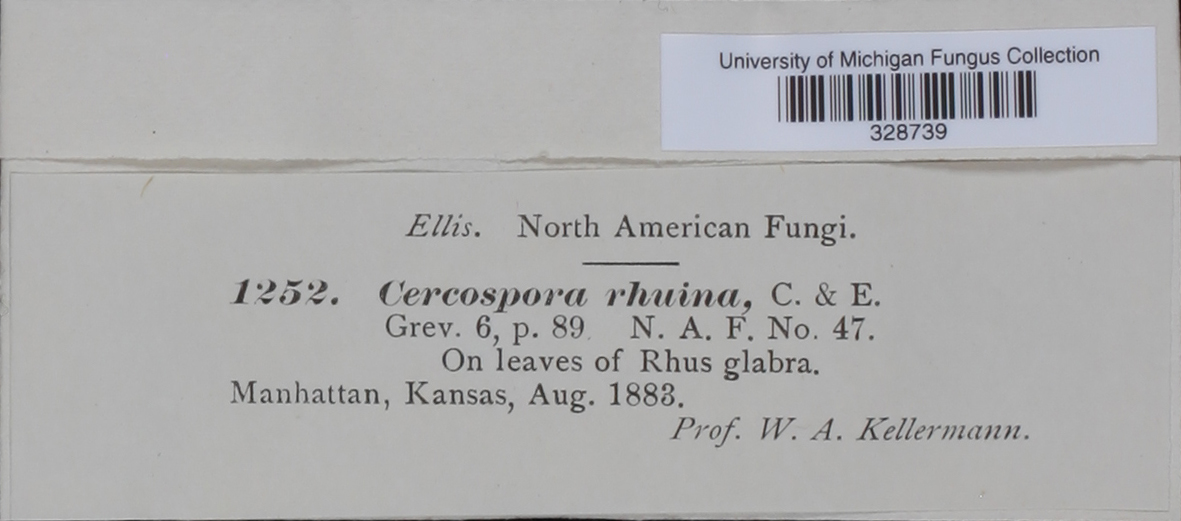 University of Michigan Fungus Collection
328739
Ellis. North American Fungi.
1252. Cercospora rhuina, C. & E.
Grev. 6, p. 89. N. A. F. No. 47.
On leaves of Rhus glabra.
Manhattan, Kansas, Aug. 1883.
Prof. W. A. Kellermann.